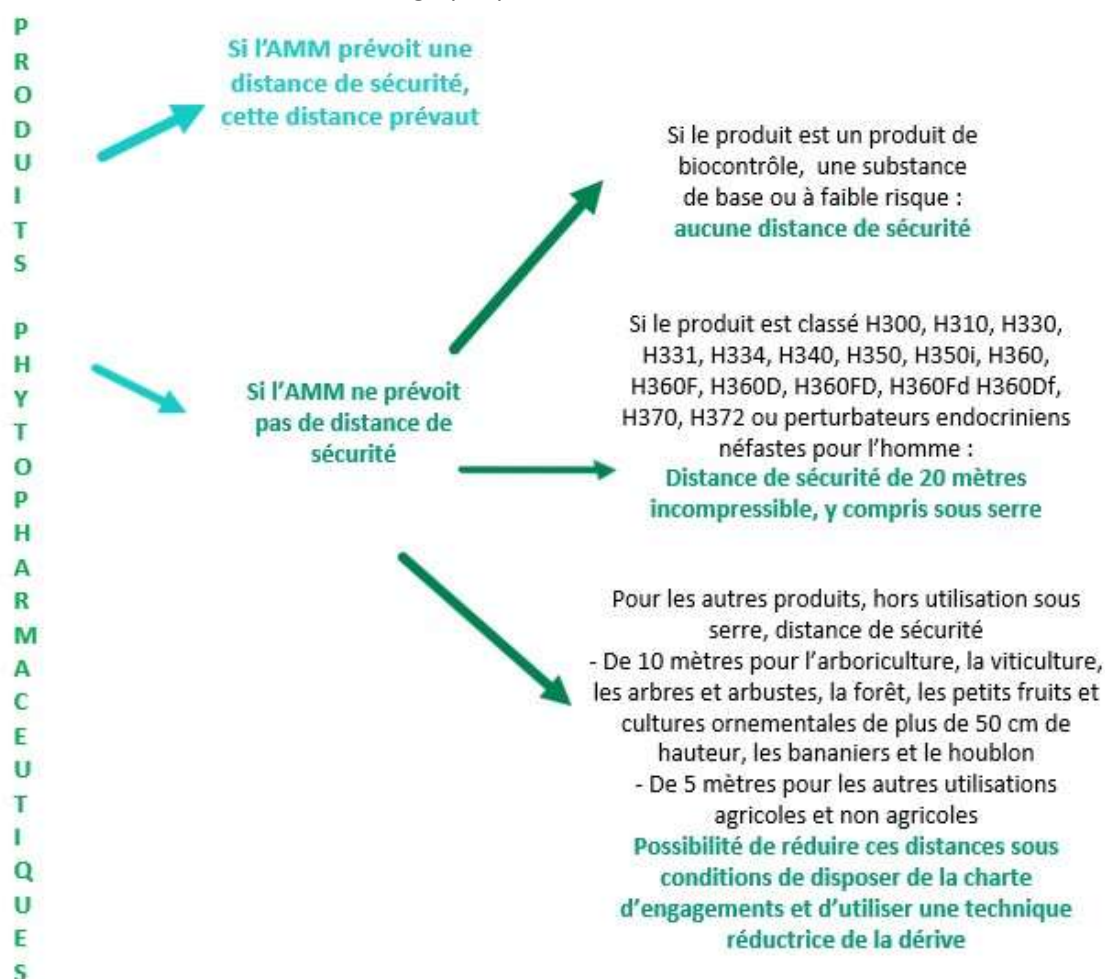 PRODUITS PHYTOPHARMACEUTIQUES
Si l'AMM prévoit une
distance de sécurité,
cette distance prévaut
Si l'AMM ne prévoit
pas de distance de
sécurité
Si le produit est un produit de
biocontrôle, une substance
de base ou à faible risque :
aucune distance de sécurité
Si le produit est classé H300, H310, H330,
H331, H334, H340, H350, H350i, H360,
H360F, H360D, H360FD, H360Fd H360Df,
H370, H372 ou perturbateurs endocriniens
néfastes pour l'homme :
Distance de sécurité de 20 mètres
incompressible, y compris sous serre
Pour les autres produits, hors utilisation sous
serre, distance de sécurité
- De 10 mètres pour l'arboriculture, la viticulture,
les arbres et arbustes, la forêt, les petits fruits et
cultures ornementales de plus de 50 cm de
hauteur, les bananiers et le houblon
- De 5 mètres pour les autres utilisations
agricoles et non agricoles
Possibilité de réduire ces distances sous
conditions de disposer de la charte
d'engagements et d'utiliser une technique
réductrice de la dérive